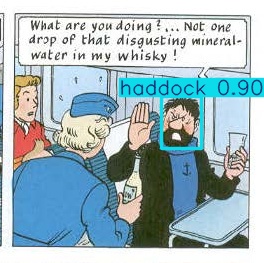 What are you doing?... Not one
drop of that disgusting mineral-
water in my whisky!
haddock 0.90